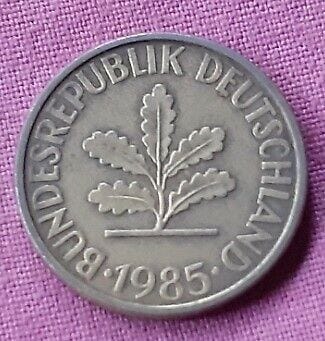 BUNDESREPUBLIK DEUTSCHLAND
· 1985 ·